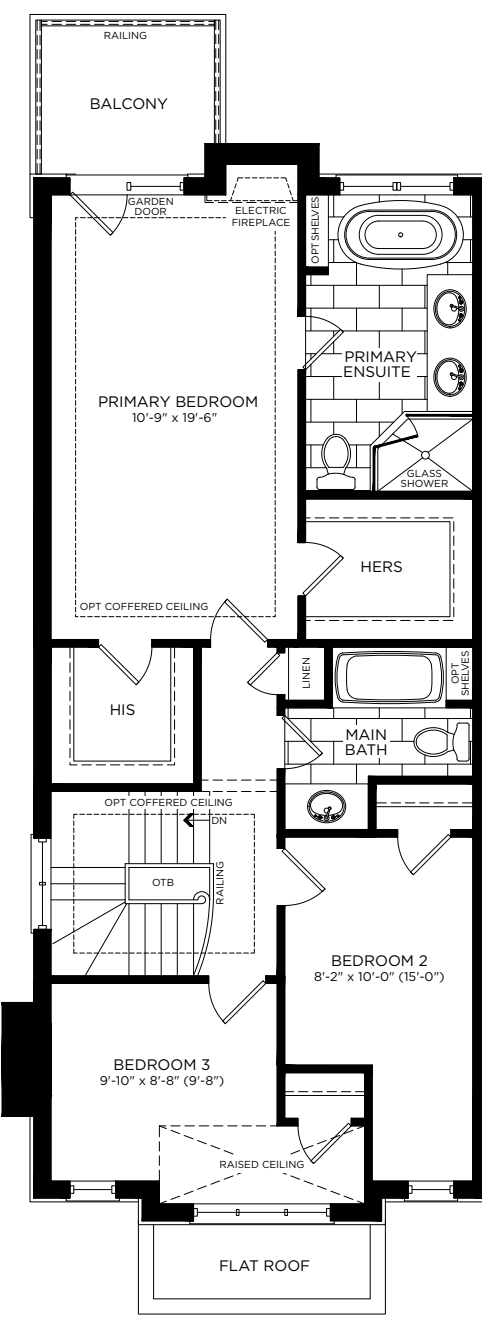 RAILING
BALCONY
GARDEN
DOOR
ELECTRIC
FIREPLACE
OPT SHELVES
PRIMARY
ENSUITE
PRIMARY BEDROOM
10'-9" x 19'-6"
GLASS
SHOWER
HERS
OPT COFFERED CEILING
LINEN
OPT
SHELVES
HIS
MAIN
BATH
OPT COFFERED CEILING
DN
RAILING
OTB
BEDROOM 2
8'-2" x 10'-0" (15'-0")
BEDROOM 3
9'-10" x 8'-8" (9'-8")
RAISED CEILING
FLAT ROOF